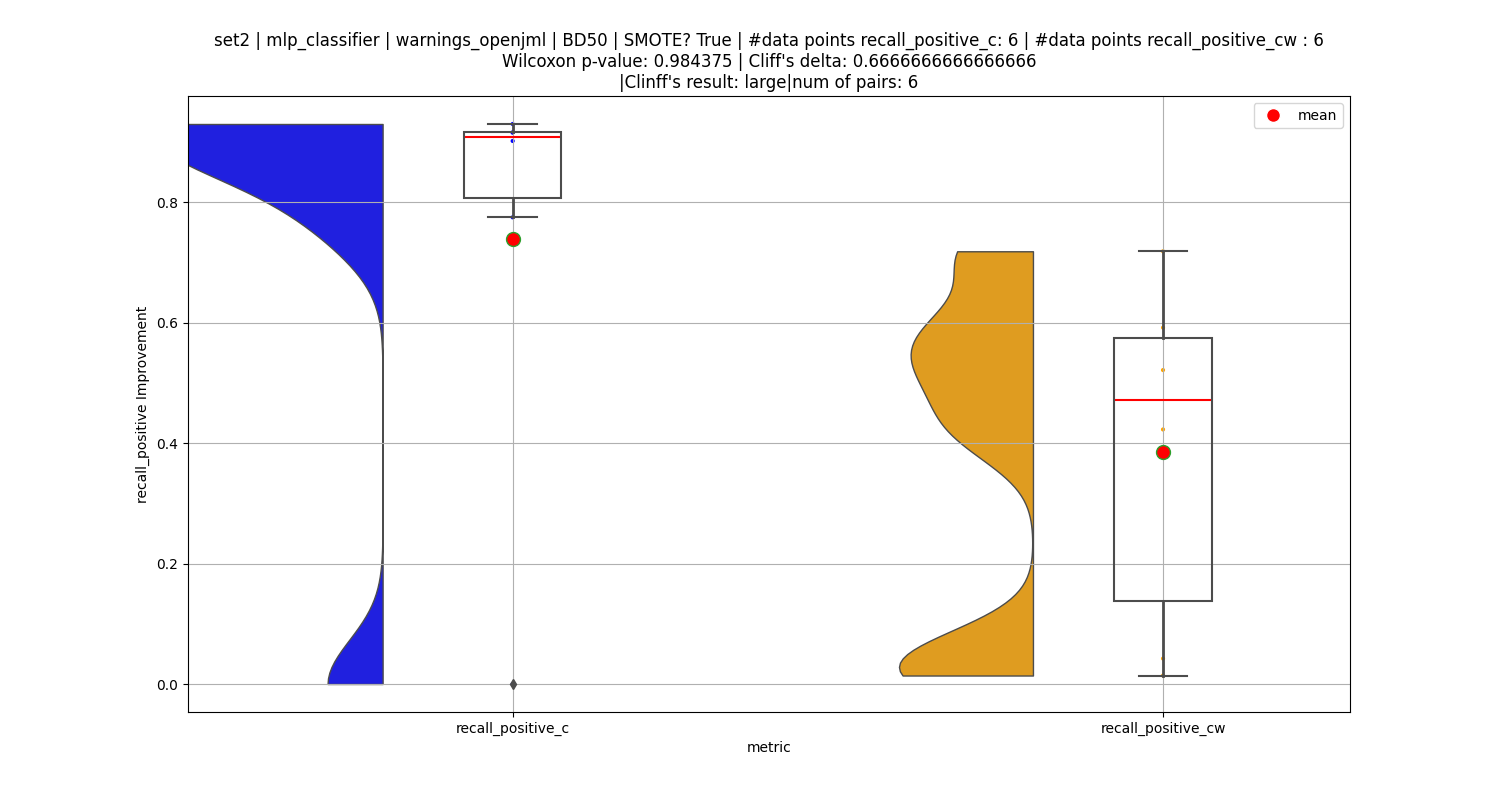 set2 | mlp_classifier | warnings_openjml | BD50 | SMOTE? True | #data points recall_positive_c: 6 | #data points recall_positive_cw : 6
Wilcoxon p-value: 0.984375 | Cliff's delta: 0.6666666666666666
|Clinff's result: large|num of pairs: 6
mean
0.8
0.6
0.4
0.2
0.0
recall_positive Improvement
recall_positive_c
recall_positive_cw
metric